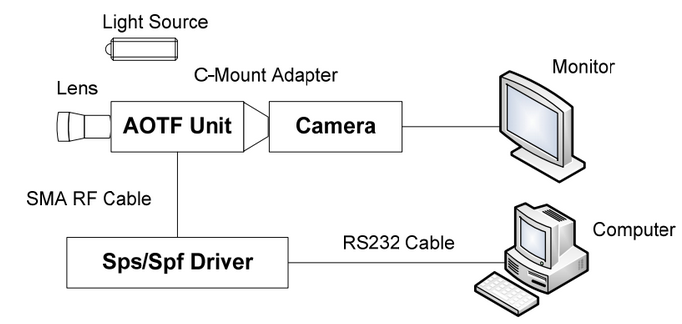 Light Source
C-Mount Adapter
Monitor
Lens
AOTF Unit
Camera
SMA RF Cable
Computer
RS232 Cable
Sps/Spf Driver